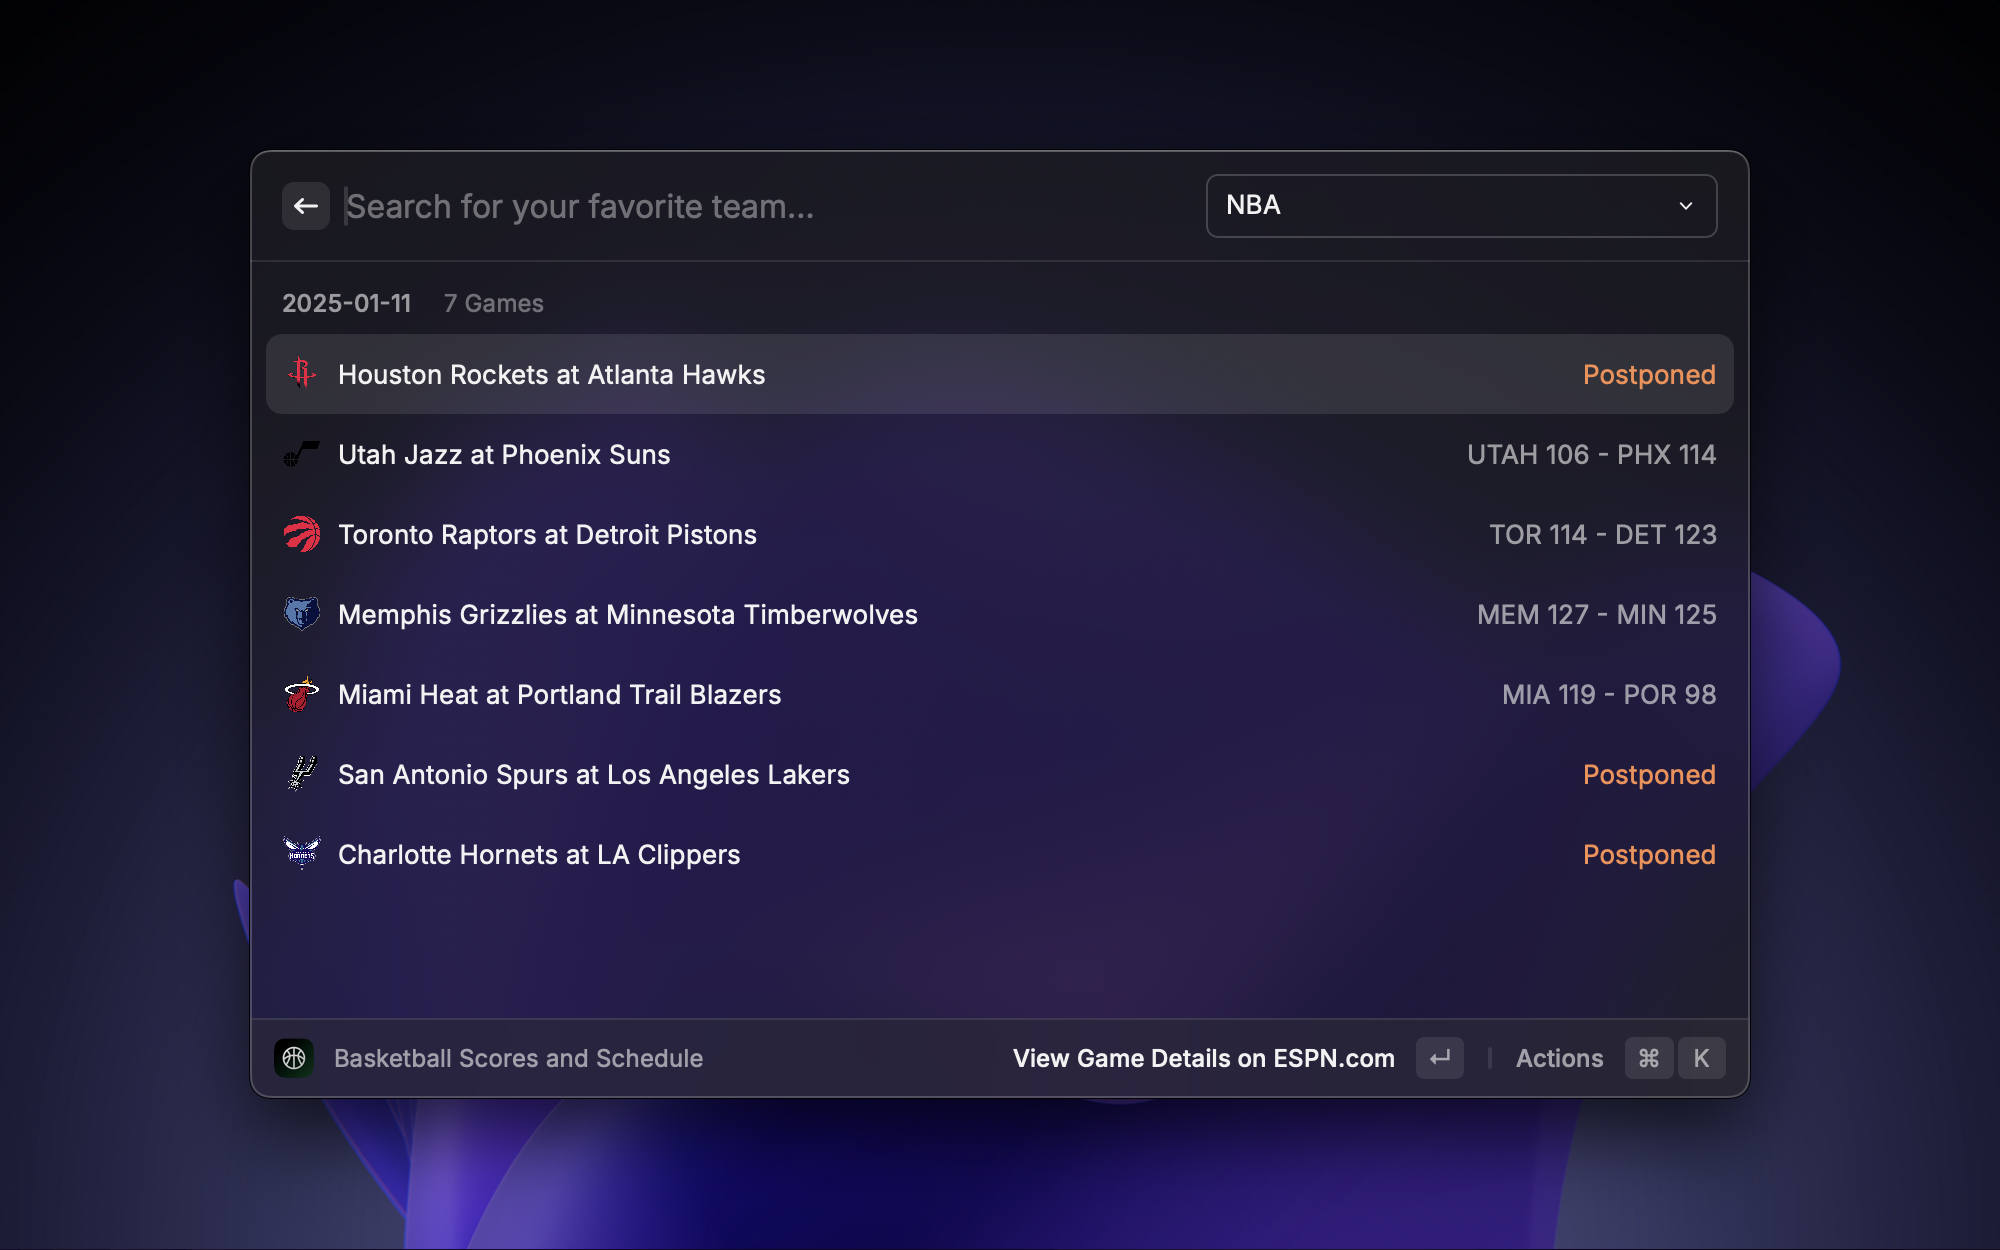 Search for your favorite team...
NBA
2025-01-11 7 Games
Houston Rockets at Atlanta Hawks Postponed
Utah Jazz at Phoenix Suns UTAH 106 - PHX 114
Toronto Raptors at Detroit Pistons TOR 114 - DET 123
Memphis Grizzlies at Minnesota Timberwolves MEM 127 - MIN 125
Miami Heat at Portland Trail Blazers MIA 119 - POR 98
San Antonio Spurs at Los Angeles Lakers Postponed
HORNETS
Charlotte Hornets at LA Clippers Postponed
Basketball Scores and Schedule View Game Details on ESPN.com ↵ Actions ⌘ K